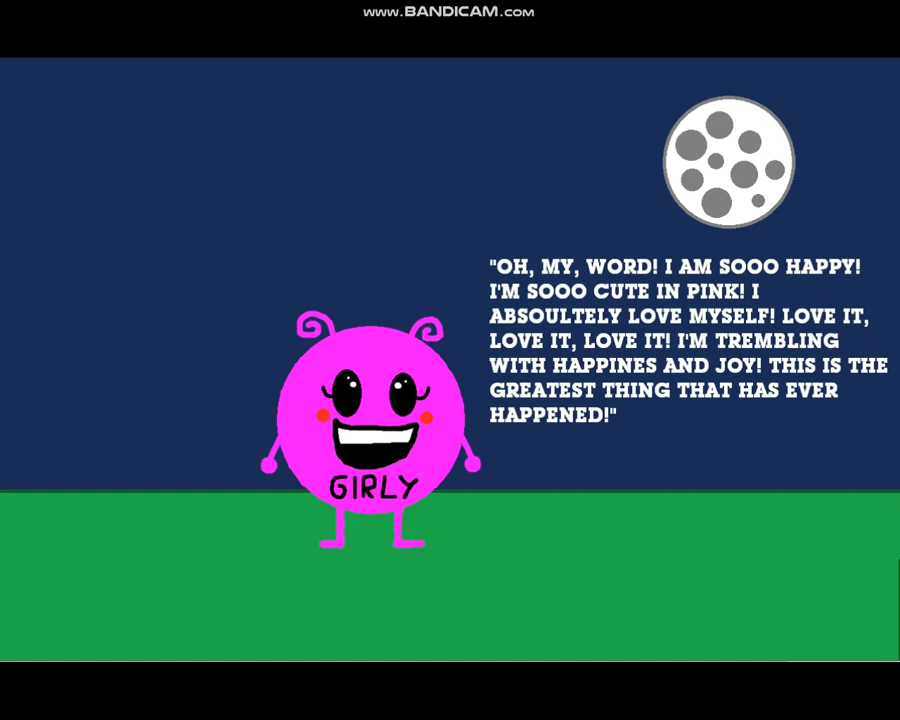 www.BANDICAM.com
"OH, MY, WORD! I AM SOOO HAPPY!
I'M SOOO CUTE IN PINK! I
ABSOULTELY LOVE MYSELF! LOVE IT,
LOVE IT, LOVE IT! I'M TREMBLING
WITH HAPPINES AND JOY! THIS IS THE
GREATEST THING THAT HAS EVER
HAPPENED!"
GIRLY